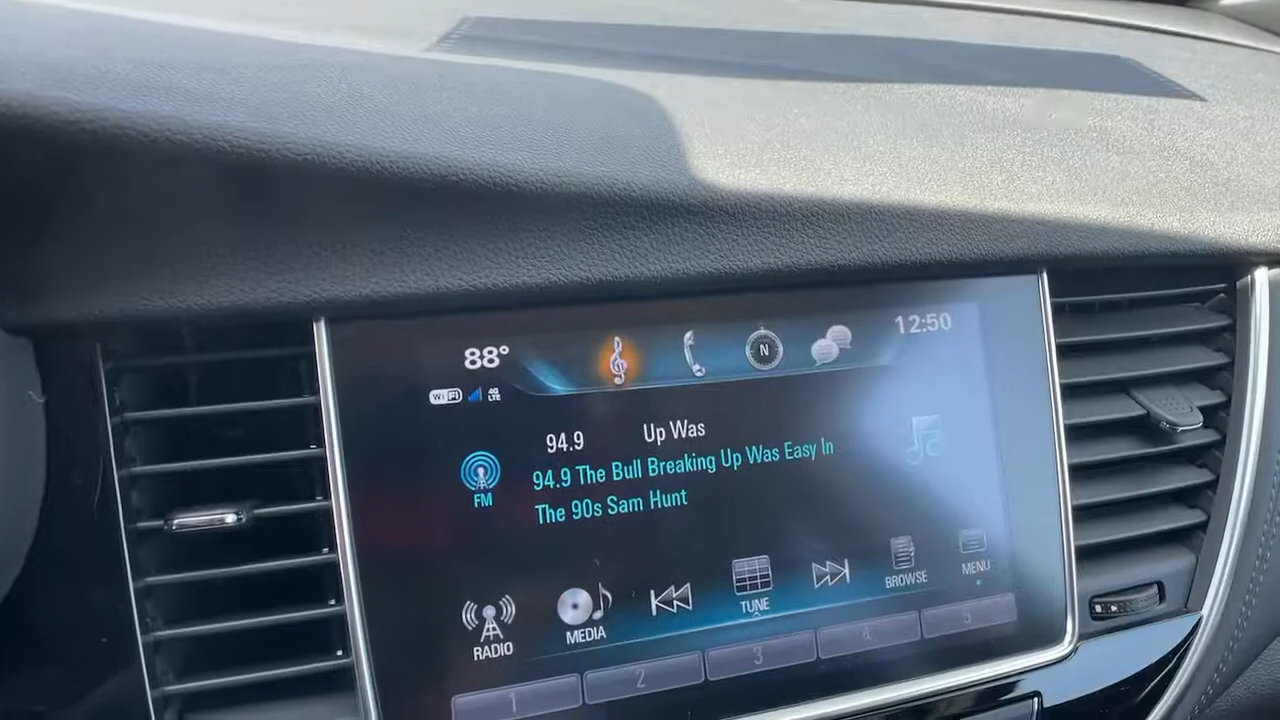 88° 12:50
WiFi 4G LTE
N
94.9 Up Was
94.9 The Bull Breaking Up Was Easy In
The 90s Sam Hunt
FM
RADIO MEDIA TUNE BROWSE MENU
1 2 3 4 5